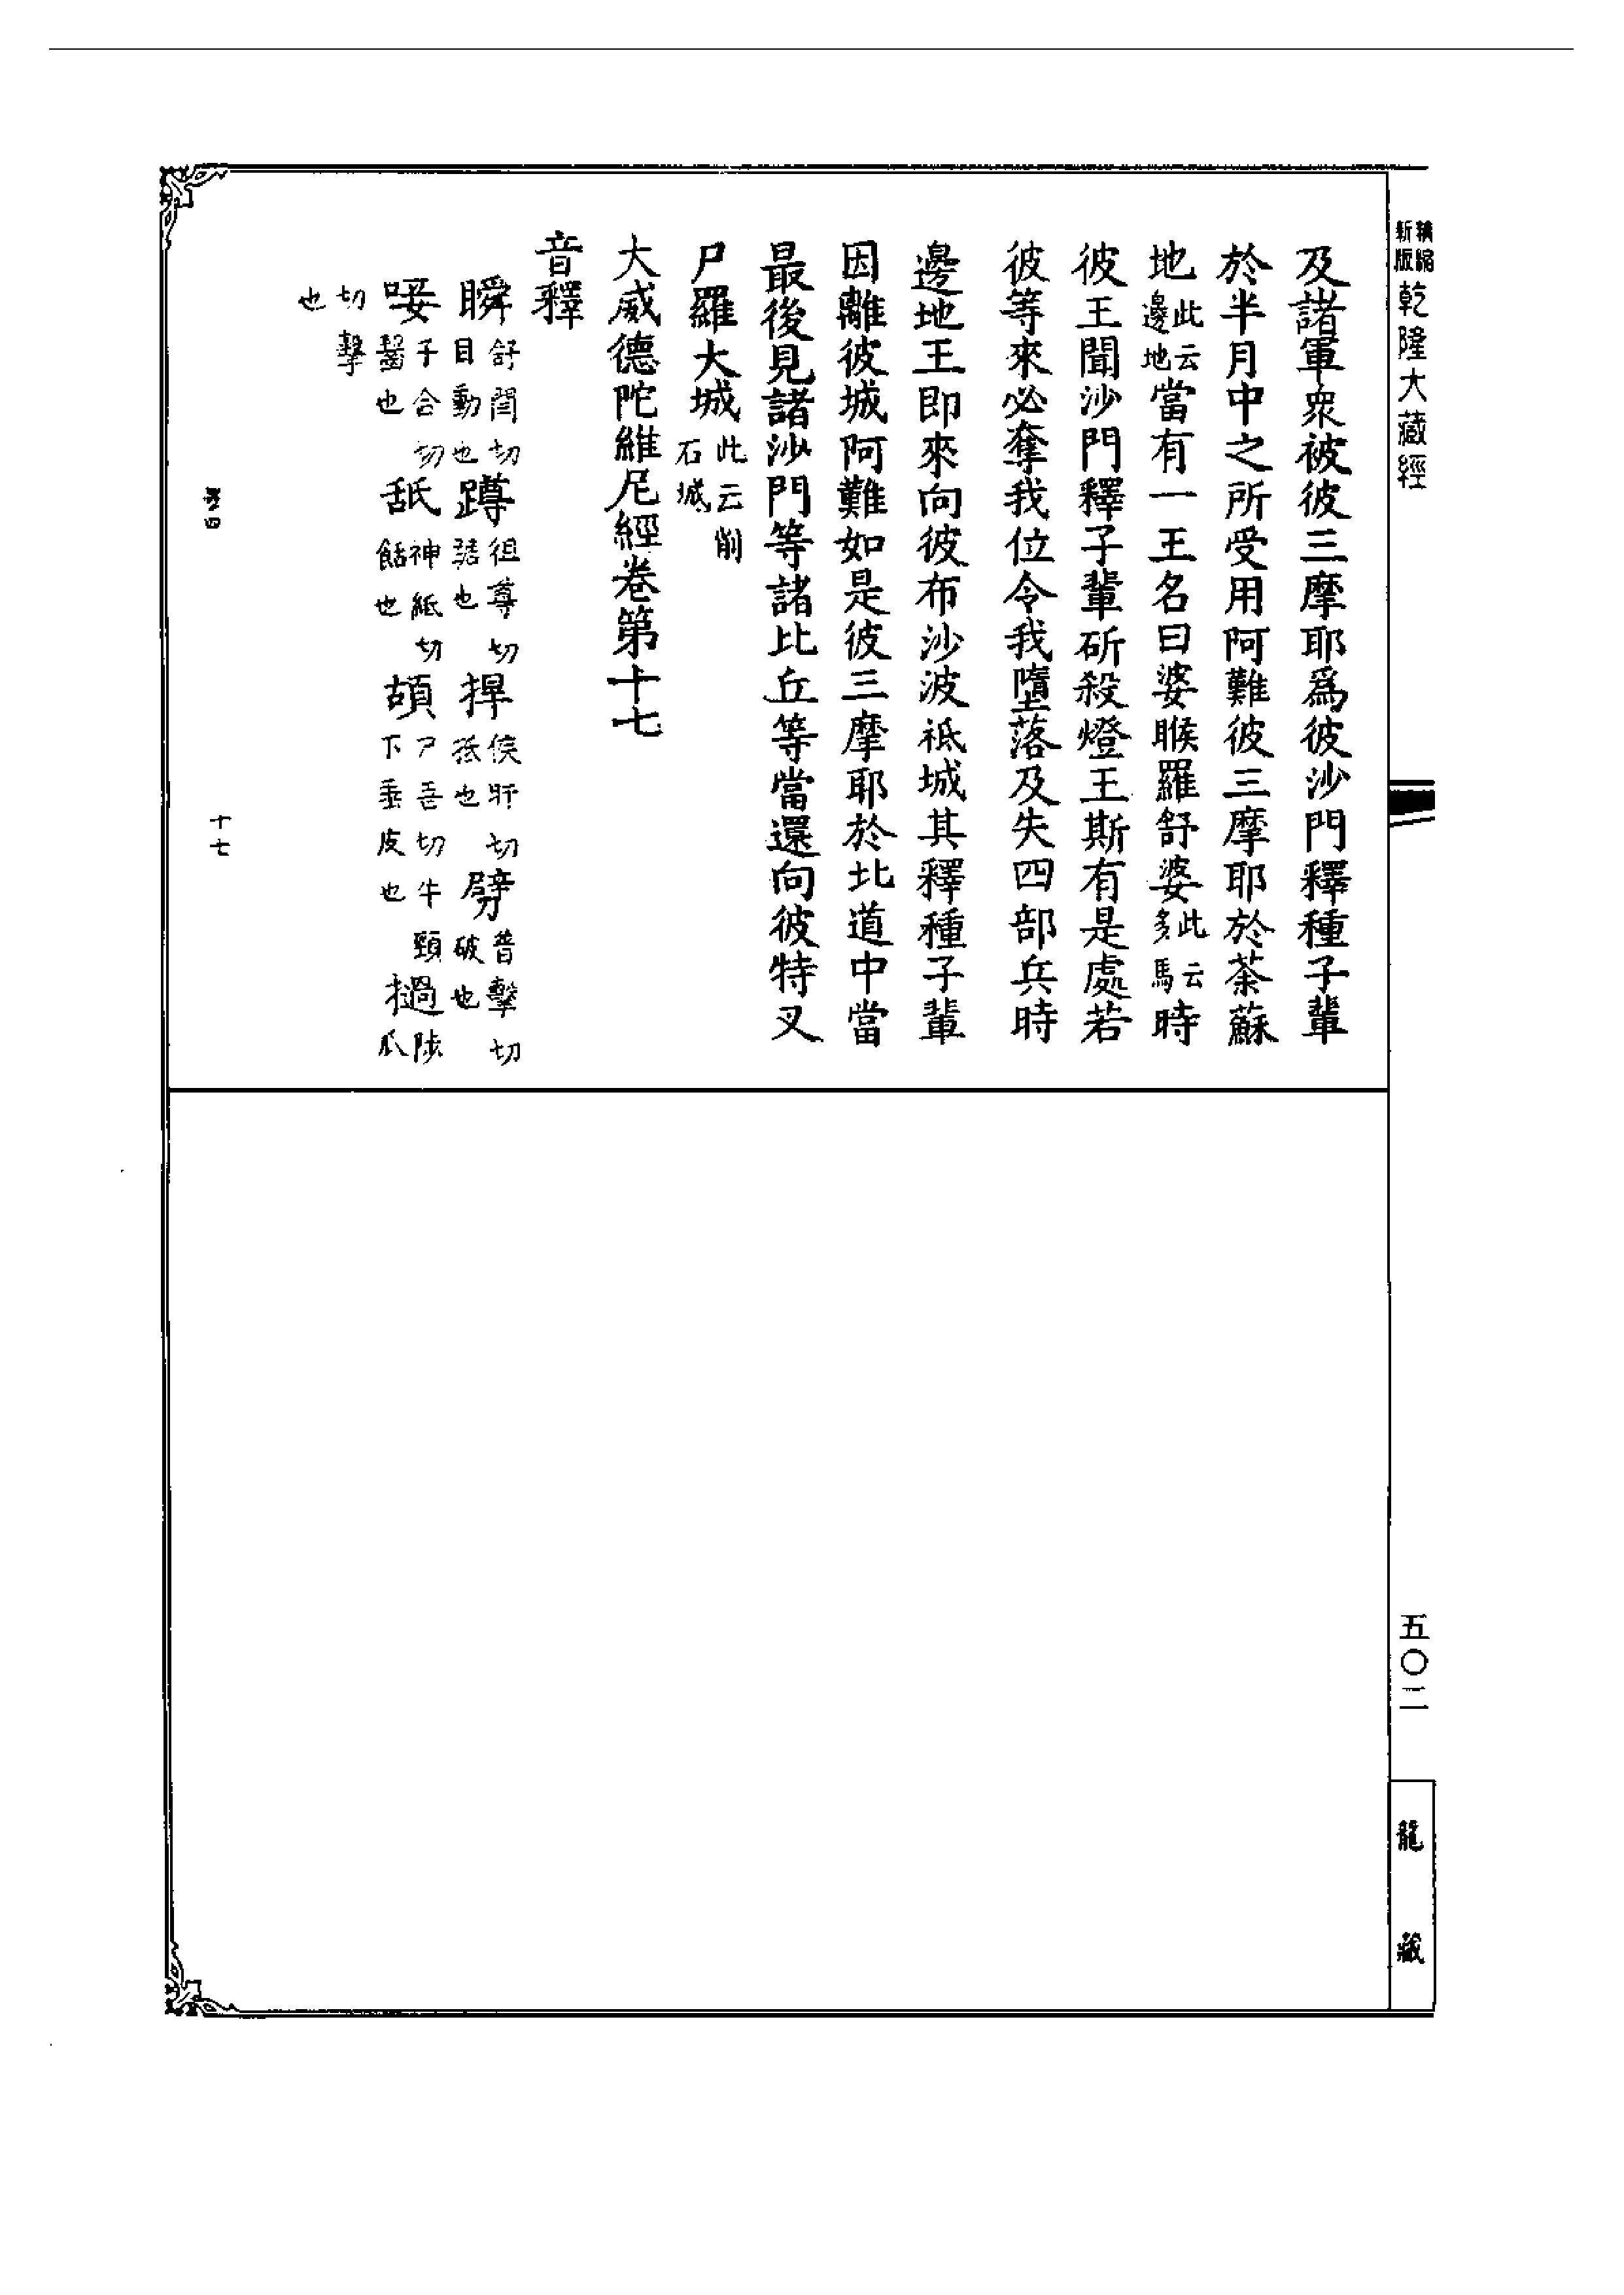 新編縮版乾隆大藏經
及諸軍眾被彼三摩耶為彼沙門釋種子輩
於半月中之所受用阿難彼三摩耶於荼蘇
地此云邊地當有一王名曰婆睺羅舒婆此云多馬時
彼王聞沙門釋子輩斫殺燈王斯有是處若
彼等來必奪我位令我墮落及失四部兵時
邊地王即來向彼布沙波祇城其釋種子輩
因離彼城阿難如是彼三摩耶於北道中當
最後見諸沙門等諸比丘等當還向彼特叉
尸羅大城此云削石城
大威德陀維尼經卷第十七
音釋
瞬舒閏切目動也蹲徂尊切踞也捍侯旰切抵也劈普擊切破也
唼子合切齧也舐神紙切餂也䫇戶吾切牛頸下垂皮也撾陟瓜
切擊也
十七
五〇二
龍藏